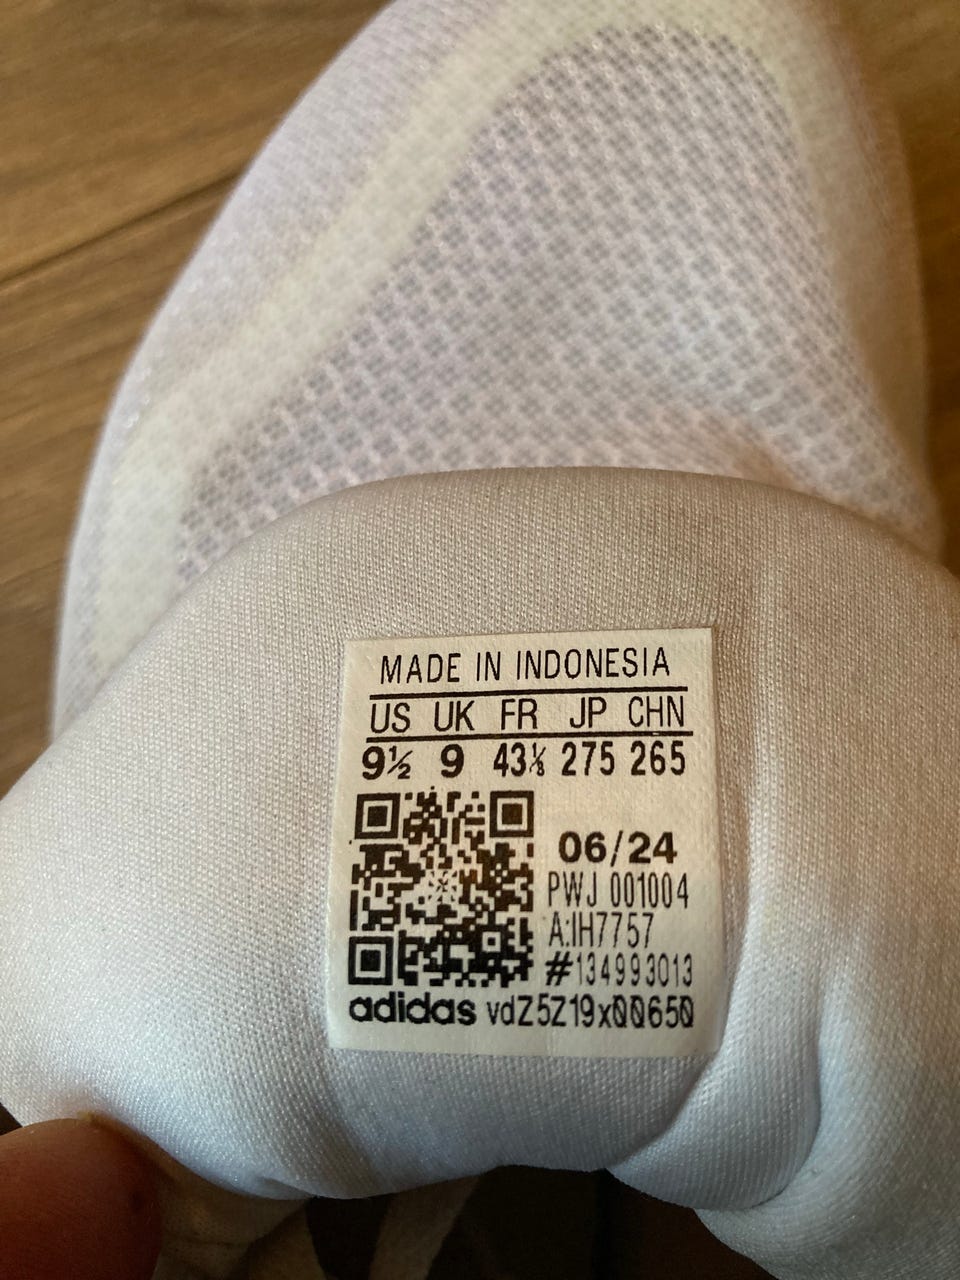 MADE IN INDONESIA
US UK FR JP CHN
9½ 9 43⅓ 275 265
06/24
PWJ 001004
A:IH7757
#134993013
adidas vdZ5Z19x00650